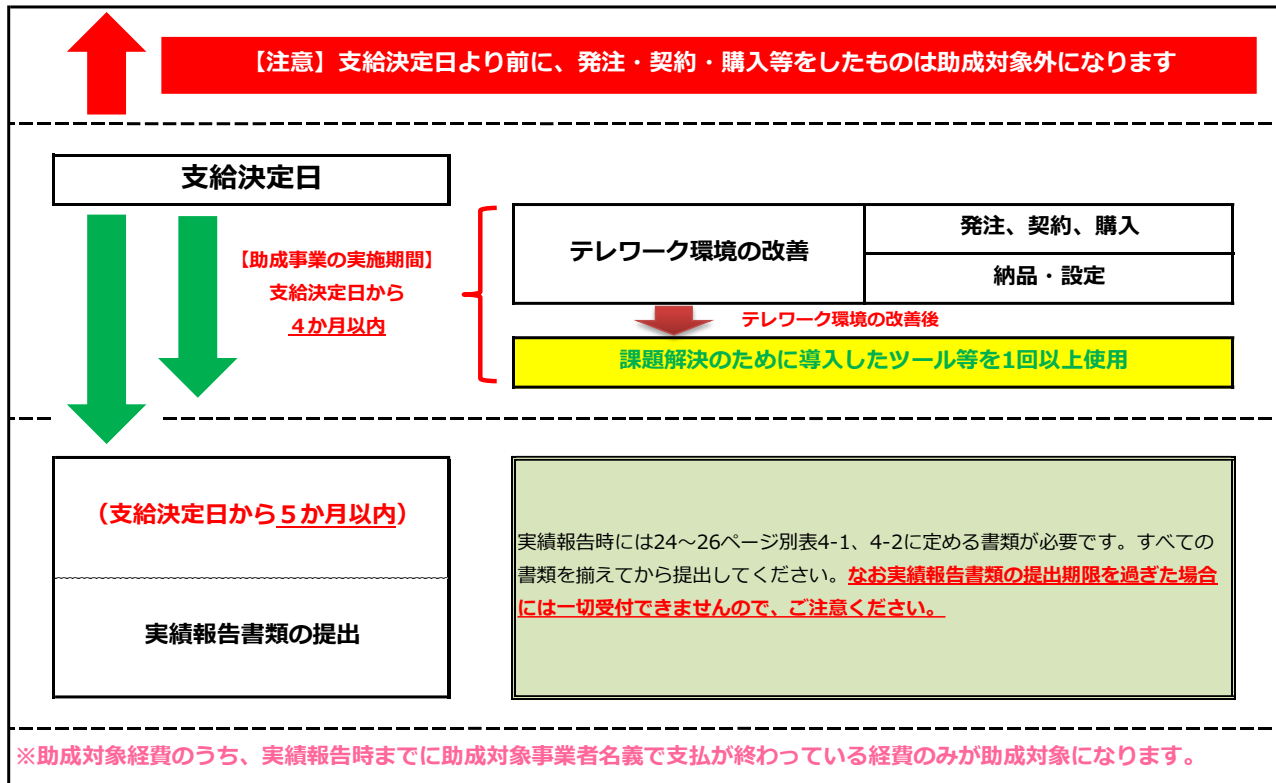 【注意】支給決定日より前に、発注・契約・購入等をしたものは助成対象外になります
支給決定日
【助成事業の実施期間】
支給決定日から
４か月以内
テレワーク環境の改善
発注、契約、購入
納品・設定
テレワーク環境の改善後
課題解決のために導入したツール等を1回以上使用
（支給決定日から５か月以内）
実績報告書類の提出
実績報告時には24～26ページ別表4-1、4-2に定める書類が必要です。すべての
書類を揃えてから提出してください。なお実績報告書類の提出期限を過ぎた場合
には一切受付できませんので、ご注意ください。
※助成対象経費のうち、実績報告時までに助成対象事業者名義で支払が終わっている経費のみが助成対象になります。